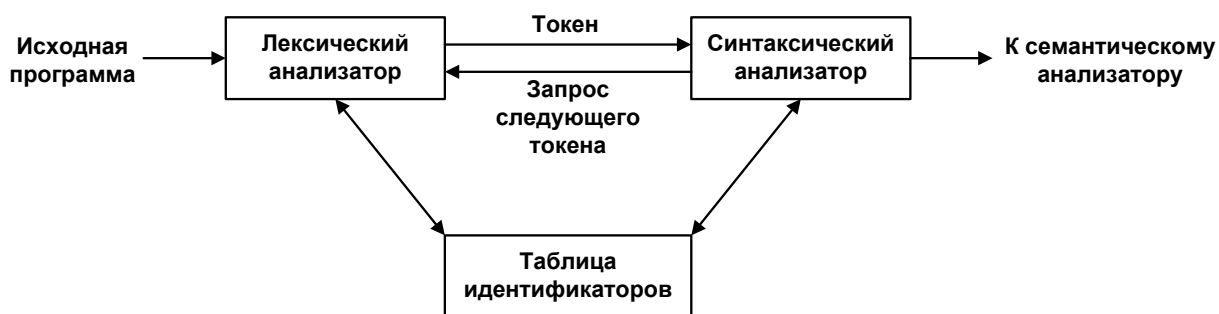 Исходная
программа
Лексический
анализатор
Токен
Запрос
следующего
токена
Синтаксический
анализатор
К семантическому
анализатору
Таблица
идентификаторов